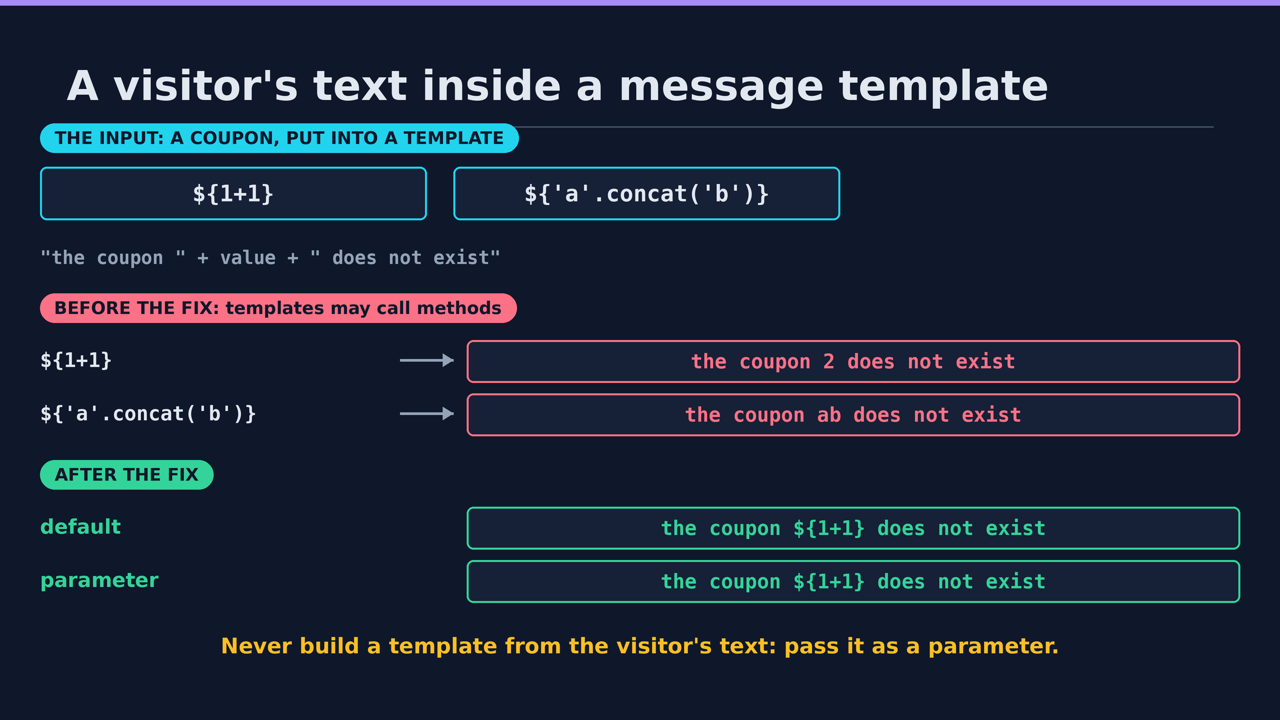 A visitor's text inside a message template
THE INPUT: A COUPON, PUT INTO A TEMPLATE
${1+1}
${'a'.concat('b')}
"the coupon " + value + " does not exist"
BEFORE THE FIX: templates may call methods
${1+1}
the coupon 2 does not exist
${'a'.concat('b')}
the coupon ab does not exist
AFTER THE FIX
default
the coupon ${1+1} does not exist
parameter
the coupon ${1+1} does not exist
Never build a template from the visitor's text: pass it as a parameter.